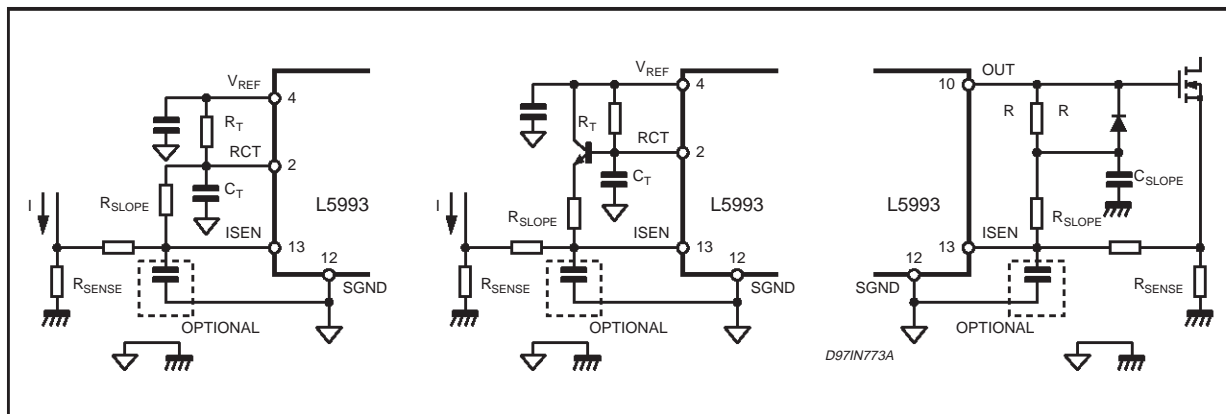 VREF
4
RT
RCT
2
CT
I
RSLOPE
L5993
ISEN
13
12
RSENSE
SGND
OPTIONAL
VREF
4
RT
RCT
2
CT
I
RSLOPE
L5993
ISEN
13
12
RSENSE
SGND
OPTIONAL
OUT
10
R
R
CSLOPE
L5993
RSLOPE
ISEN
13
12
SGND
RSENSE
OPTIONAL
D97IN773A